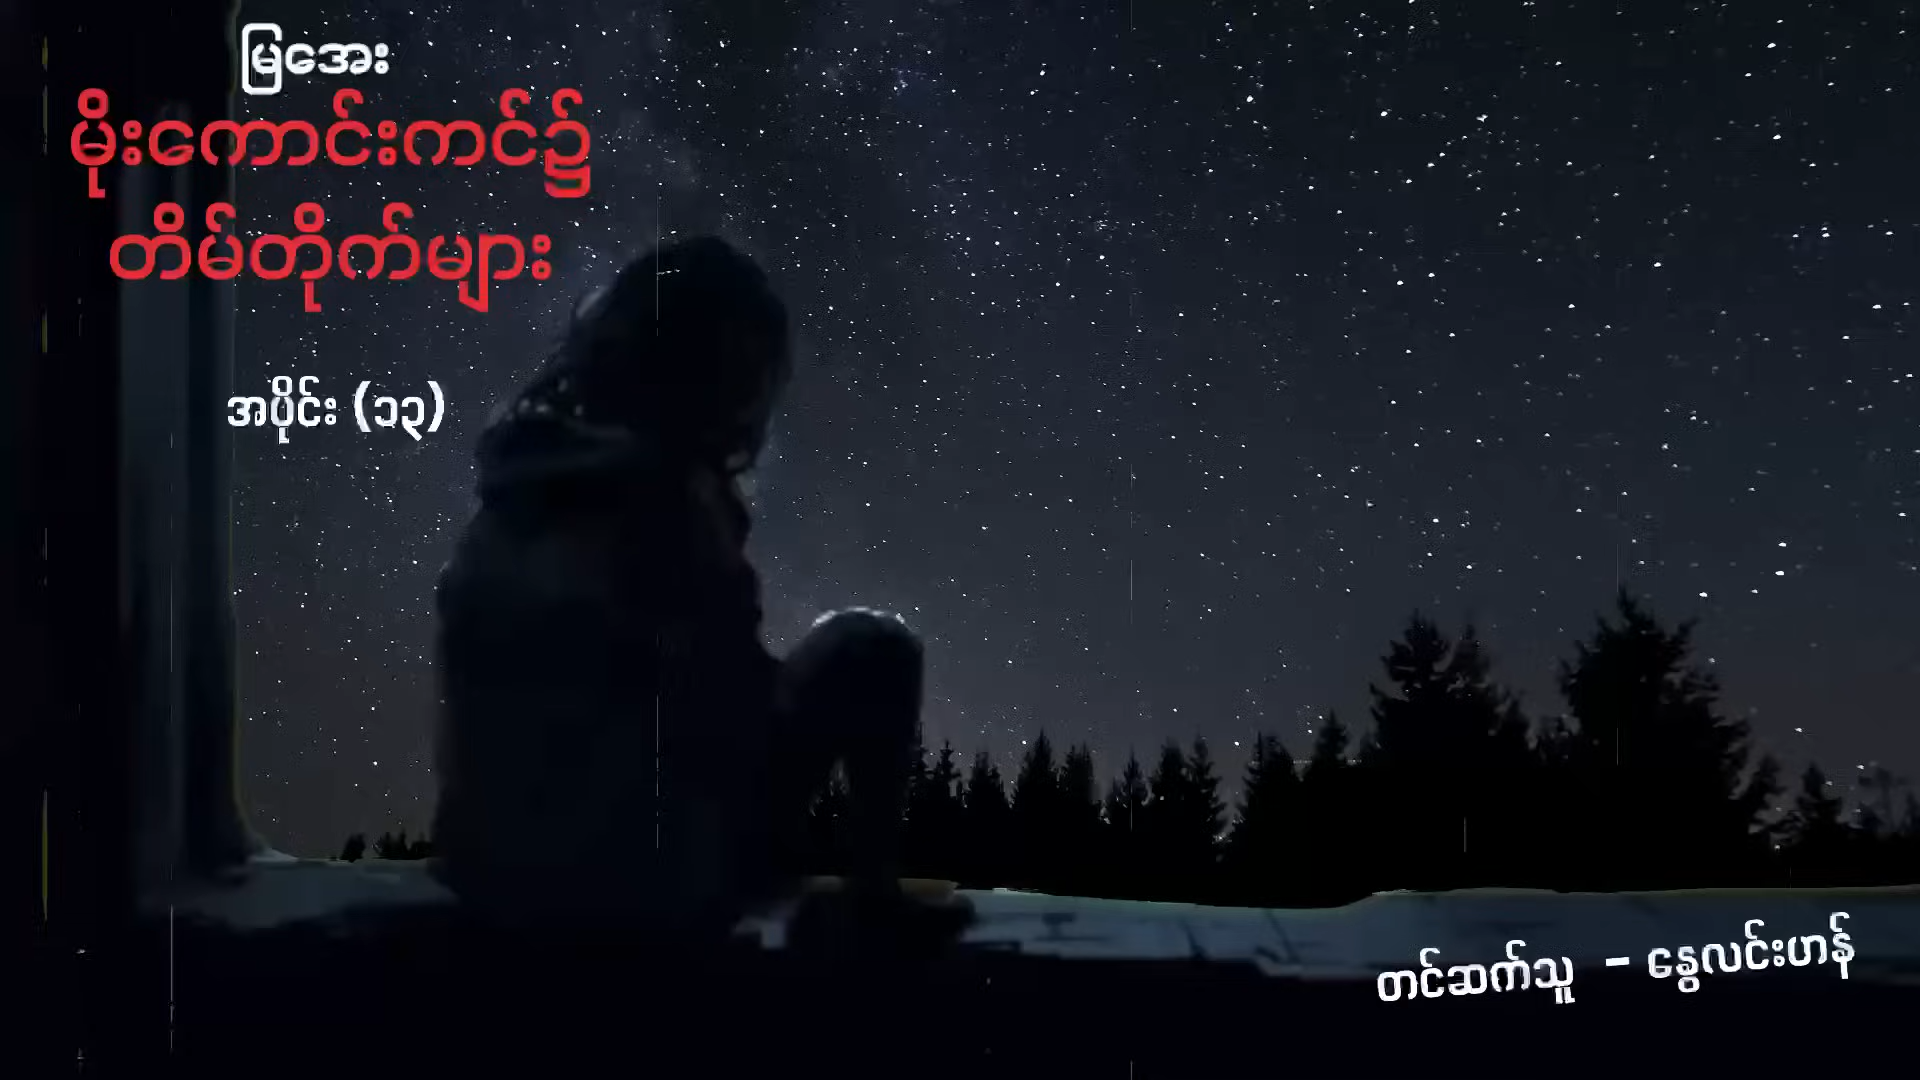 မြအေး
မိုးကောင်းကင်၌
တိမ်တိုက်များ
အပိုင်း (၁၃)
တင်ဆက်သူ - နွေလင်းဟန်